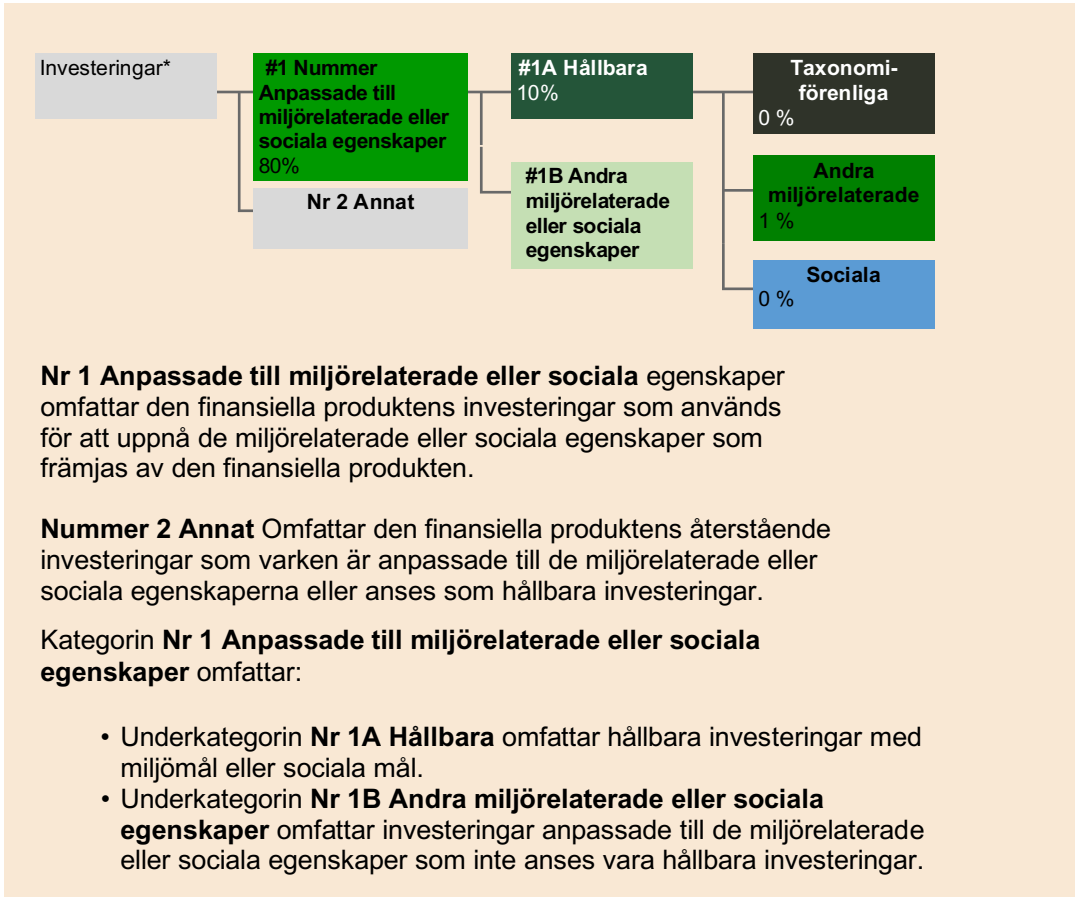 Investeringar*
#1 Nummer
Anpassade till
miljörelaterade eller
sociala egenskaper
80%
Nr 2 Annat
#1A Hållbara
10%
#1B Andra
miljörelaterade
eller sociala
egenskaper
Taxonomi-
förenliga
0 %
Andra
miljörelaterade
1 %
Sociala
0 %
Nr 1 Anpassade till miljörelaterade eller sociala egenskaper
omfattar den finansiella produktens investeringar som används
för att uppnå de miljörelaterade eller sociala egenskaper som
främjas av den finansiella produkten.
Nummer 2 Annat Omfattar den finansiella produktens återstående
investeringar som varken är anpassade till de miljörelaterade eller
sociala egenskaperna eller anses som hållbara investeringar.
Kategorin Nr 1 Anpassade till miljörelaterade eller sociala
egenskaper omfattar:
• Underkategorin Nr 1A Hållbara omfattar hållbara investeringar med
miljömål eller sociala mål.
• Underkategorin Nr 1B Andra miljörelaterade eller sociala
egenskaper omfattar investeringar anpassade till de miljörelaterade
eller sociala egenskaper som inte anses vara hållbara investeringar.